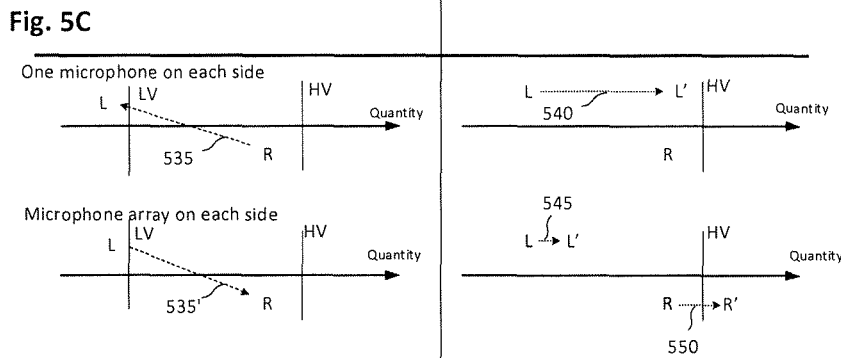 Fig. 5C
One microphone on each side
L LV HV Quantity
535 R
L L' HV Quantity
540
R
Microphone array on each side
L LV HV Quantity
535' R
545
L L' HV Quantity
R R'
550